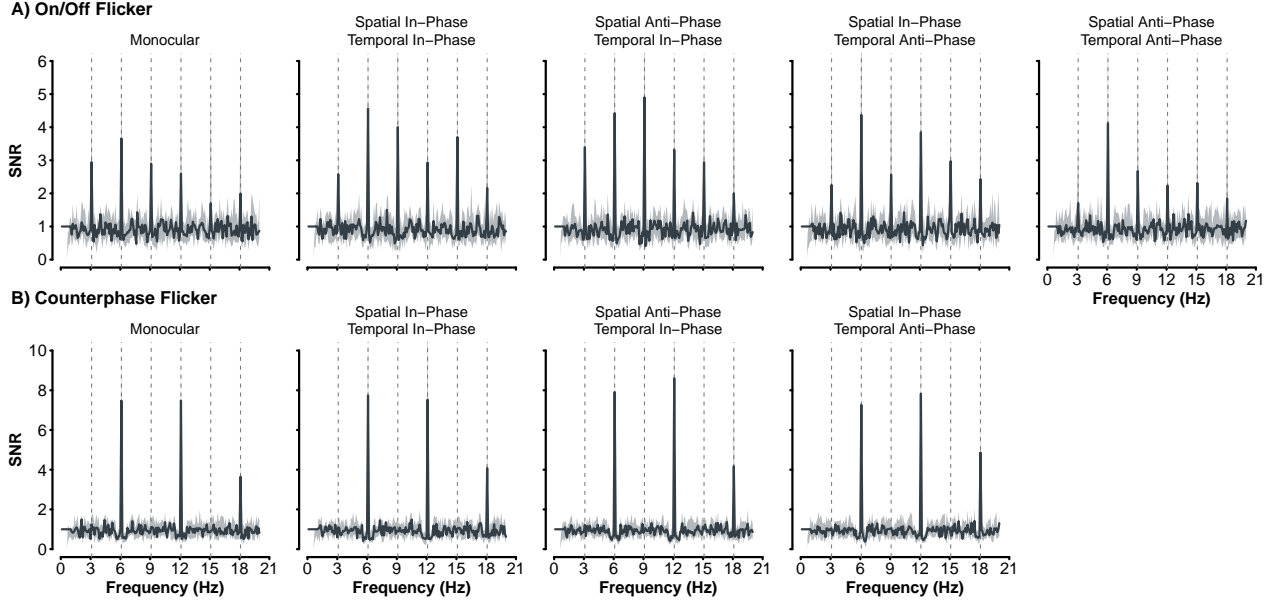 A) On/Off Flicker
Monocular
Spatial In−Phase
Temporal In−Phase
Spatial Anti−Phase
Temporal In−Phase
Spatial In−Phase
Temporal Anti−Phase
Spatial Anti−Phase
Temporal Anti−Phase
SNR
6
5
4
3
2
1
0
0 3 6 9 12 15 18 21
Frequency (Hz)
B) Counterphase Flicker
Monocular
Spatial In−Phase
Temporal In−Phase
Spatial Anti−Phase
Temporal In−Phase
Spatial In−Phase
Temporal Anti−Phase
SNR
10
8
6
4
2
0
0 3 6 9 12 15 18 21
Frequency (Hz)
0 3 6 9 12 15 18 21
Frequency (Hz)
0 3 6 9 12 15 18 21
Frequency (Hz)
0 3 6 9 12 15 18 21
Frequency (Hz)